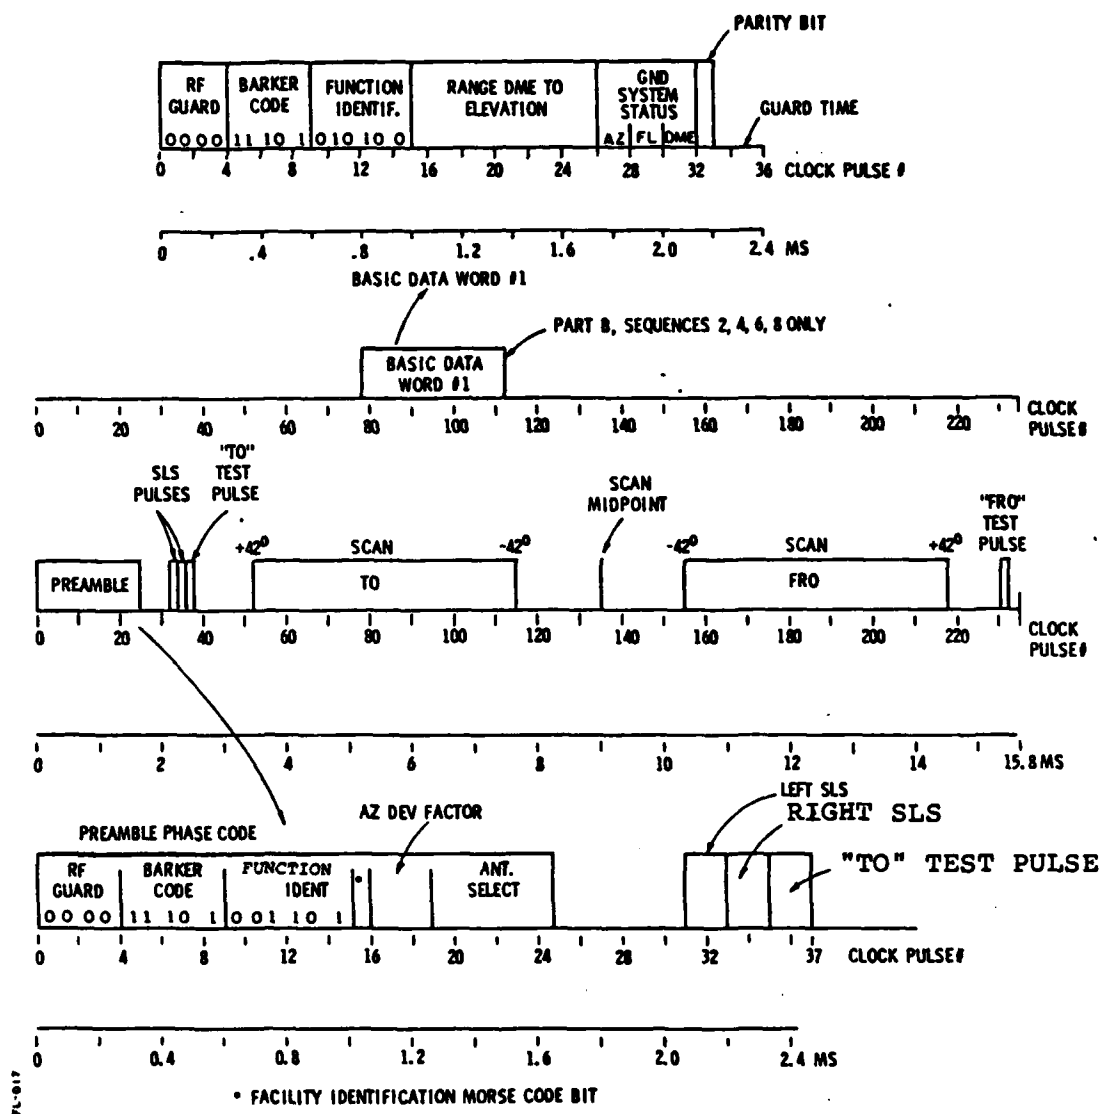 PARITY BIT
RF GUARD
BARKER CODE
FUNCTION IDENTIF.
RANGE DME TO ELEVATION
GND SYSTEM STATUS
GUARD TIME
0000 11 10 1 010 10 0 AZ FL DME
0 4 8 12 16 20 24 28 32 36 CLOCK PULSE #
0 .4 .8 1.2 1.6 2.0 2.4 MS
BASIC DATA WORD #1
PART B, SEQUENCES 2, 4, 6, 8 ONLY
BASIC DATA
WORD #1
0 20 40 60 80 100 120 140 160 180 200 220 CLOCK PULSE#
SLS PULSES
"TO" TEST PULSE
SCAN MIDPOINT
"FRO" TEST PULSE
+42° SCAN -42° -42° SCAN +42°
PREAMBLE TO FRO
0 20 40 60 80 100 120 140 160 180 200 220 CLOCK PULSE#
0 2 4 6 8 10 12 14 15.8 MS
AZ DEV FACTOR
LEFT SLS
RIGHT SLS
"TO" TEST PULSE
PREAMBLE PHASE CODE
RF GUARD
BARKER CODE
FUNCTION IDENT
*
ANT. SELECT
0 0 00 11 10 1 0 01 10 1
0 4 8 12 16 20 24 28 32 37 CLOCK PULSE#
0 0.4 0.8 1.2 1.6 2.0 2.4 MS
* FACILITY IDENTIFICATION MORSE CODE BIT